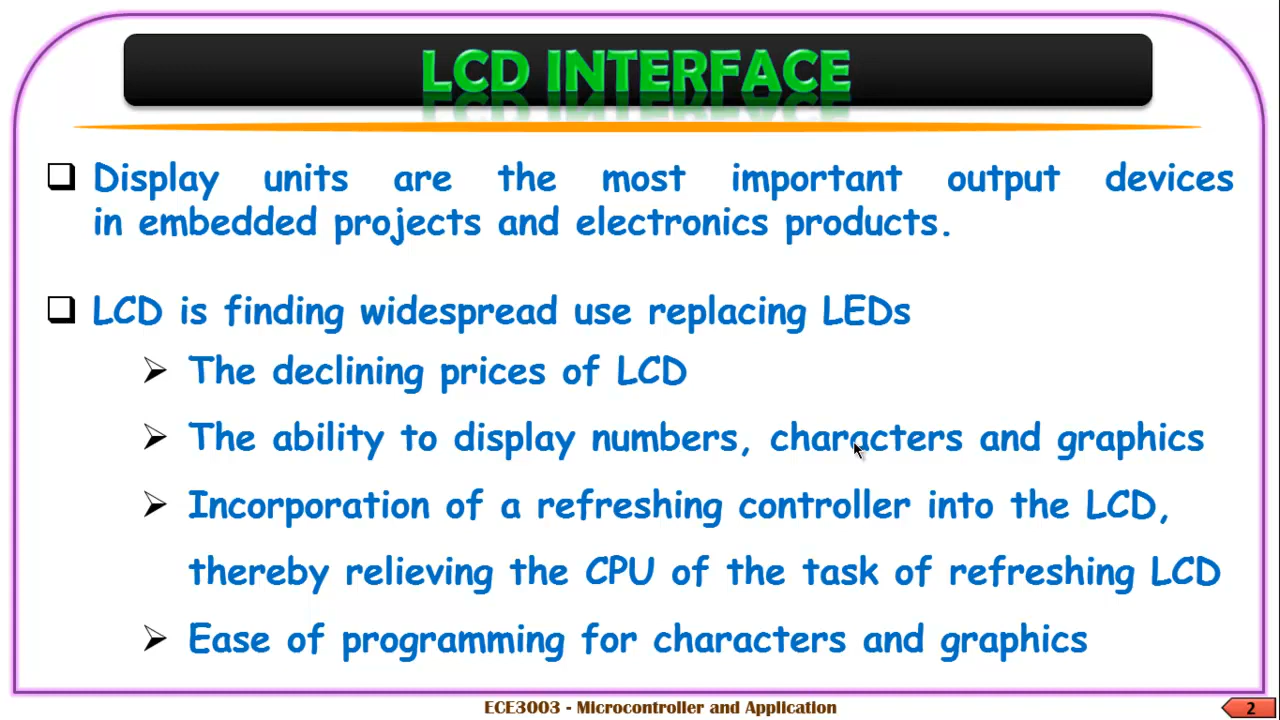 LCD INTERFACE
Display units are the most important output devices
in embedded projects and electronics products.
LCD is finding widespread use replacing LEDs
The declining prices of LCD
The ability to display numbers, characters and graphics
Incorporation of a refreshing controller into the LCD,
thereby relieving the CPU of the task of refreshing LCD
Ease of programming for characters and graphics
ECE3003 - Microcontroller and Application
2